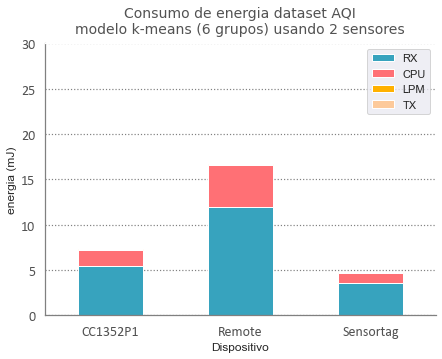 Consumo de energia dataset AQI
modelo k-means (6 grupos) usando 2 sensores
30
25
20
15
10
5
0
energia (mJ)
RX
CPU
LPM
TX
CC1352P1
Remote
Sensortag
Dispositivo